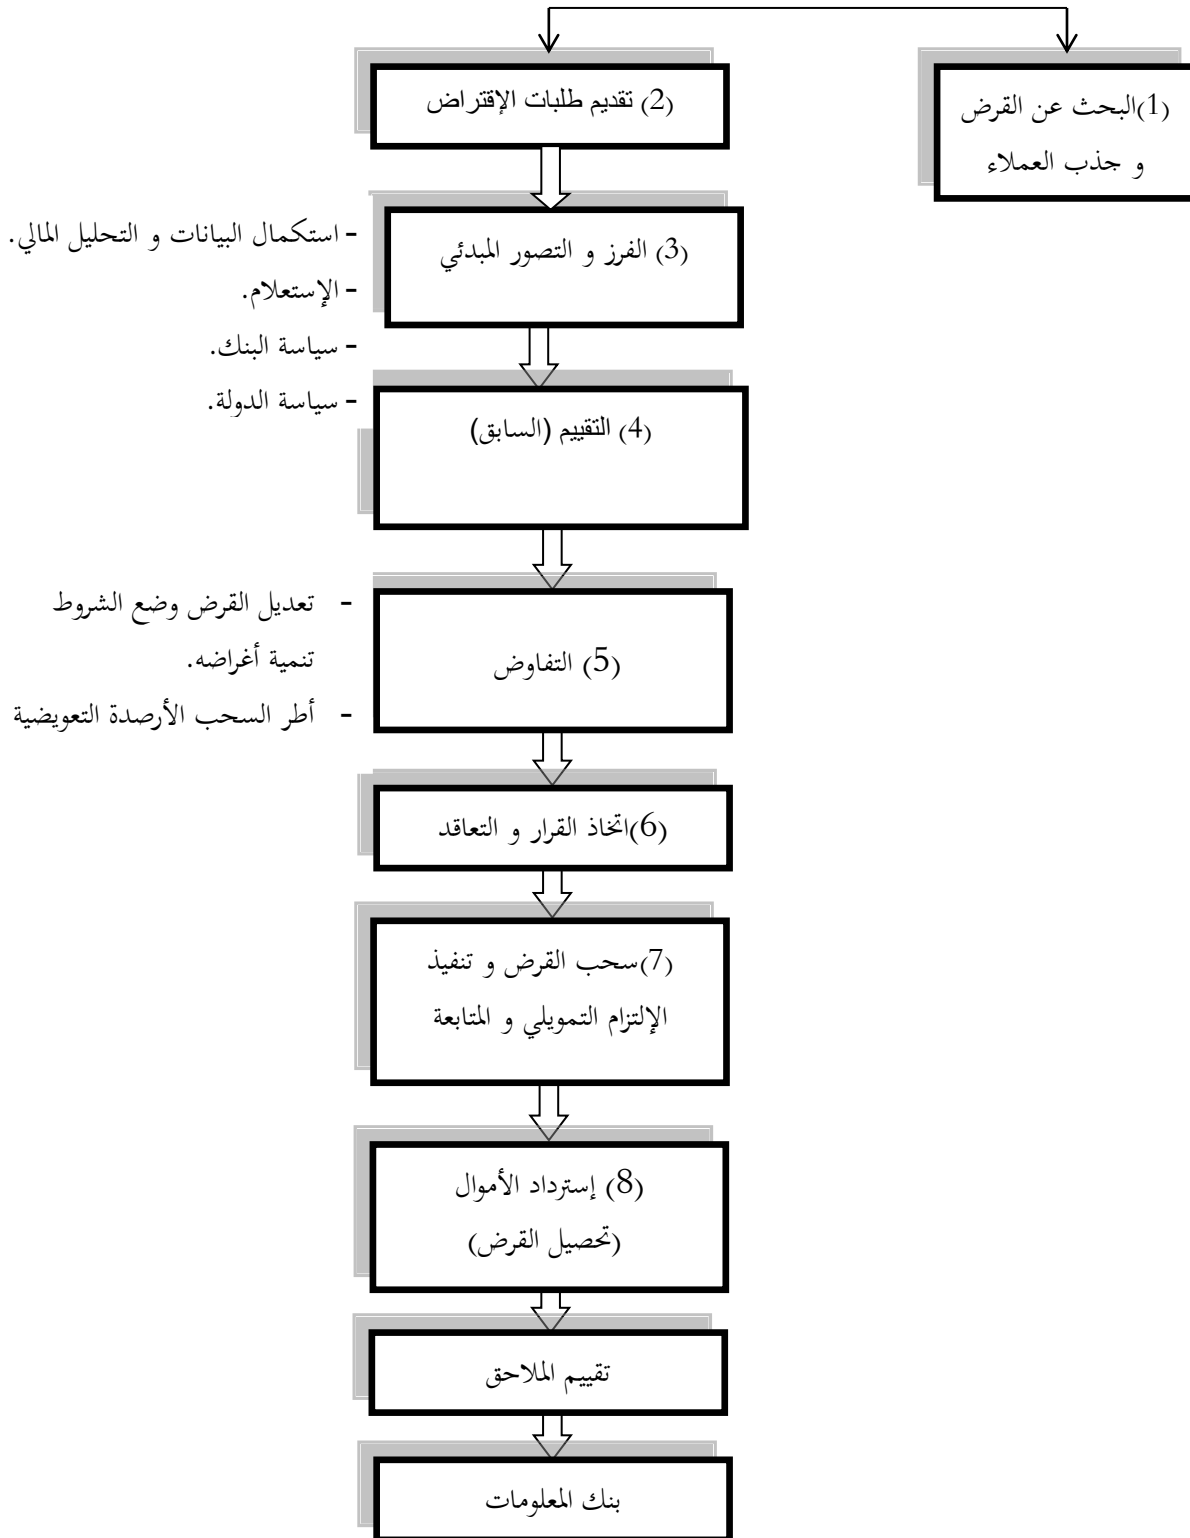 (1)البحث عن القرض
و جذب العملاء
(2) تقديم طلبات الإقتراض
(3) الفرز و التصور المبدئي
- استكمال البيانات و التحليل المالي.
- الإستعلام.
- سياسة البنك.
- سياسة الدولة.
(4) التقييم (السابق)
(5) التفاوض
- تعديل القرض وضع الشروط
تنمية أغراضه.
- أطر السحب الأرصدة التعويضية
(6)اتخاذ القرار و التعاقد
(7)سحب القرض و تنفيذ
الإلتزام التمويلي و المتابعة
(8) إسترداد الأموال
(تحصيل القرض)
تقييم الملاحق
بنك المعلومات